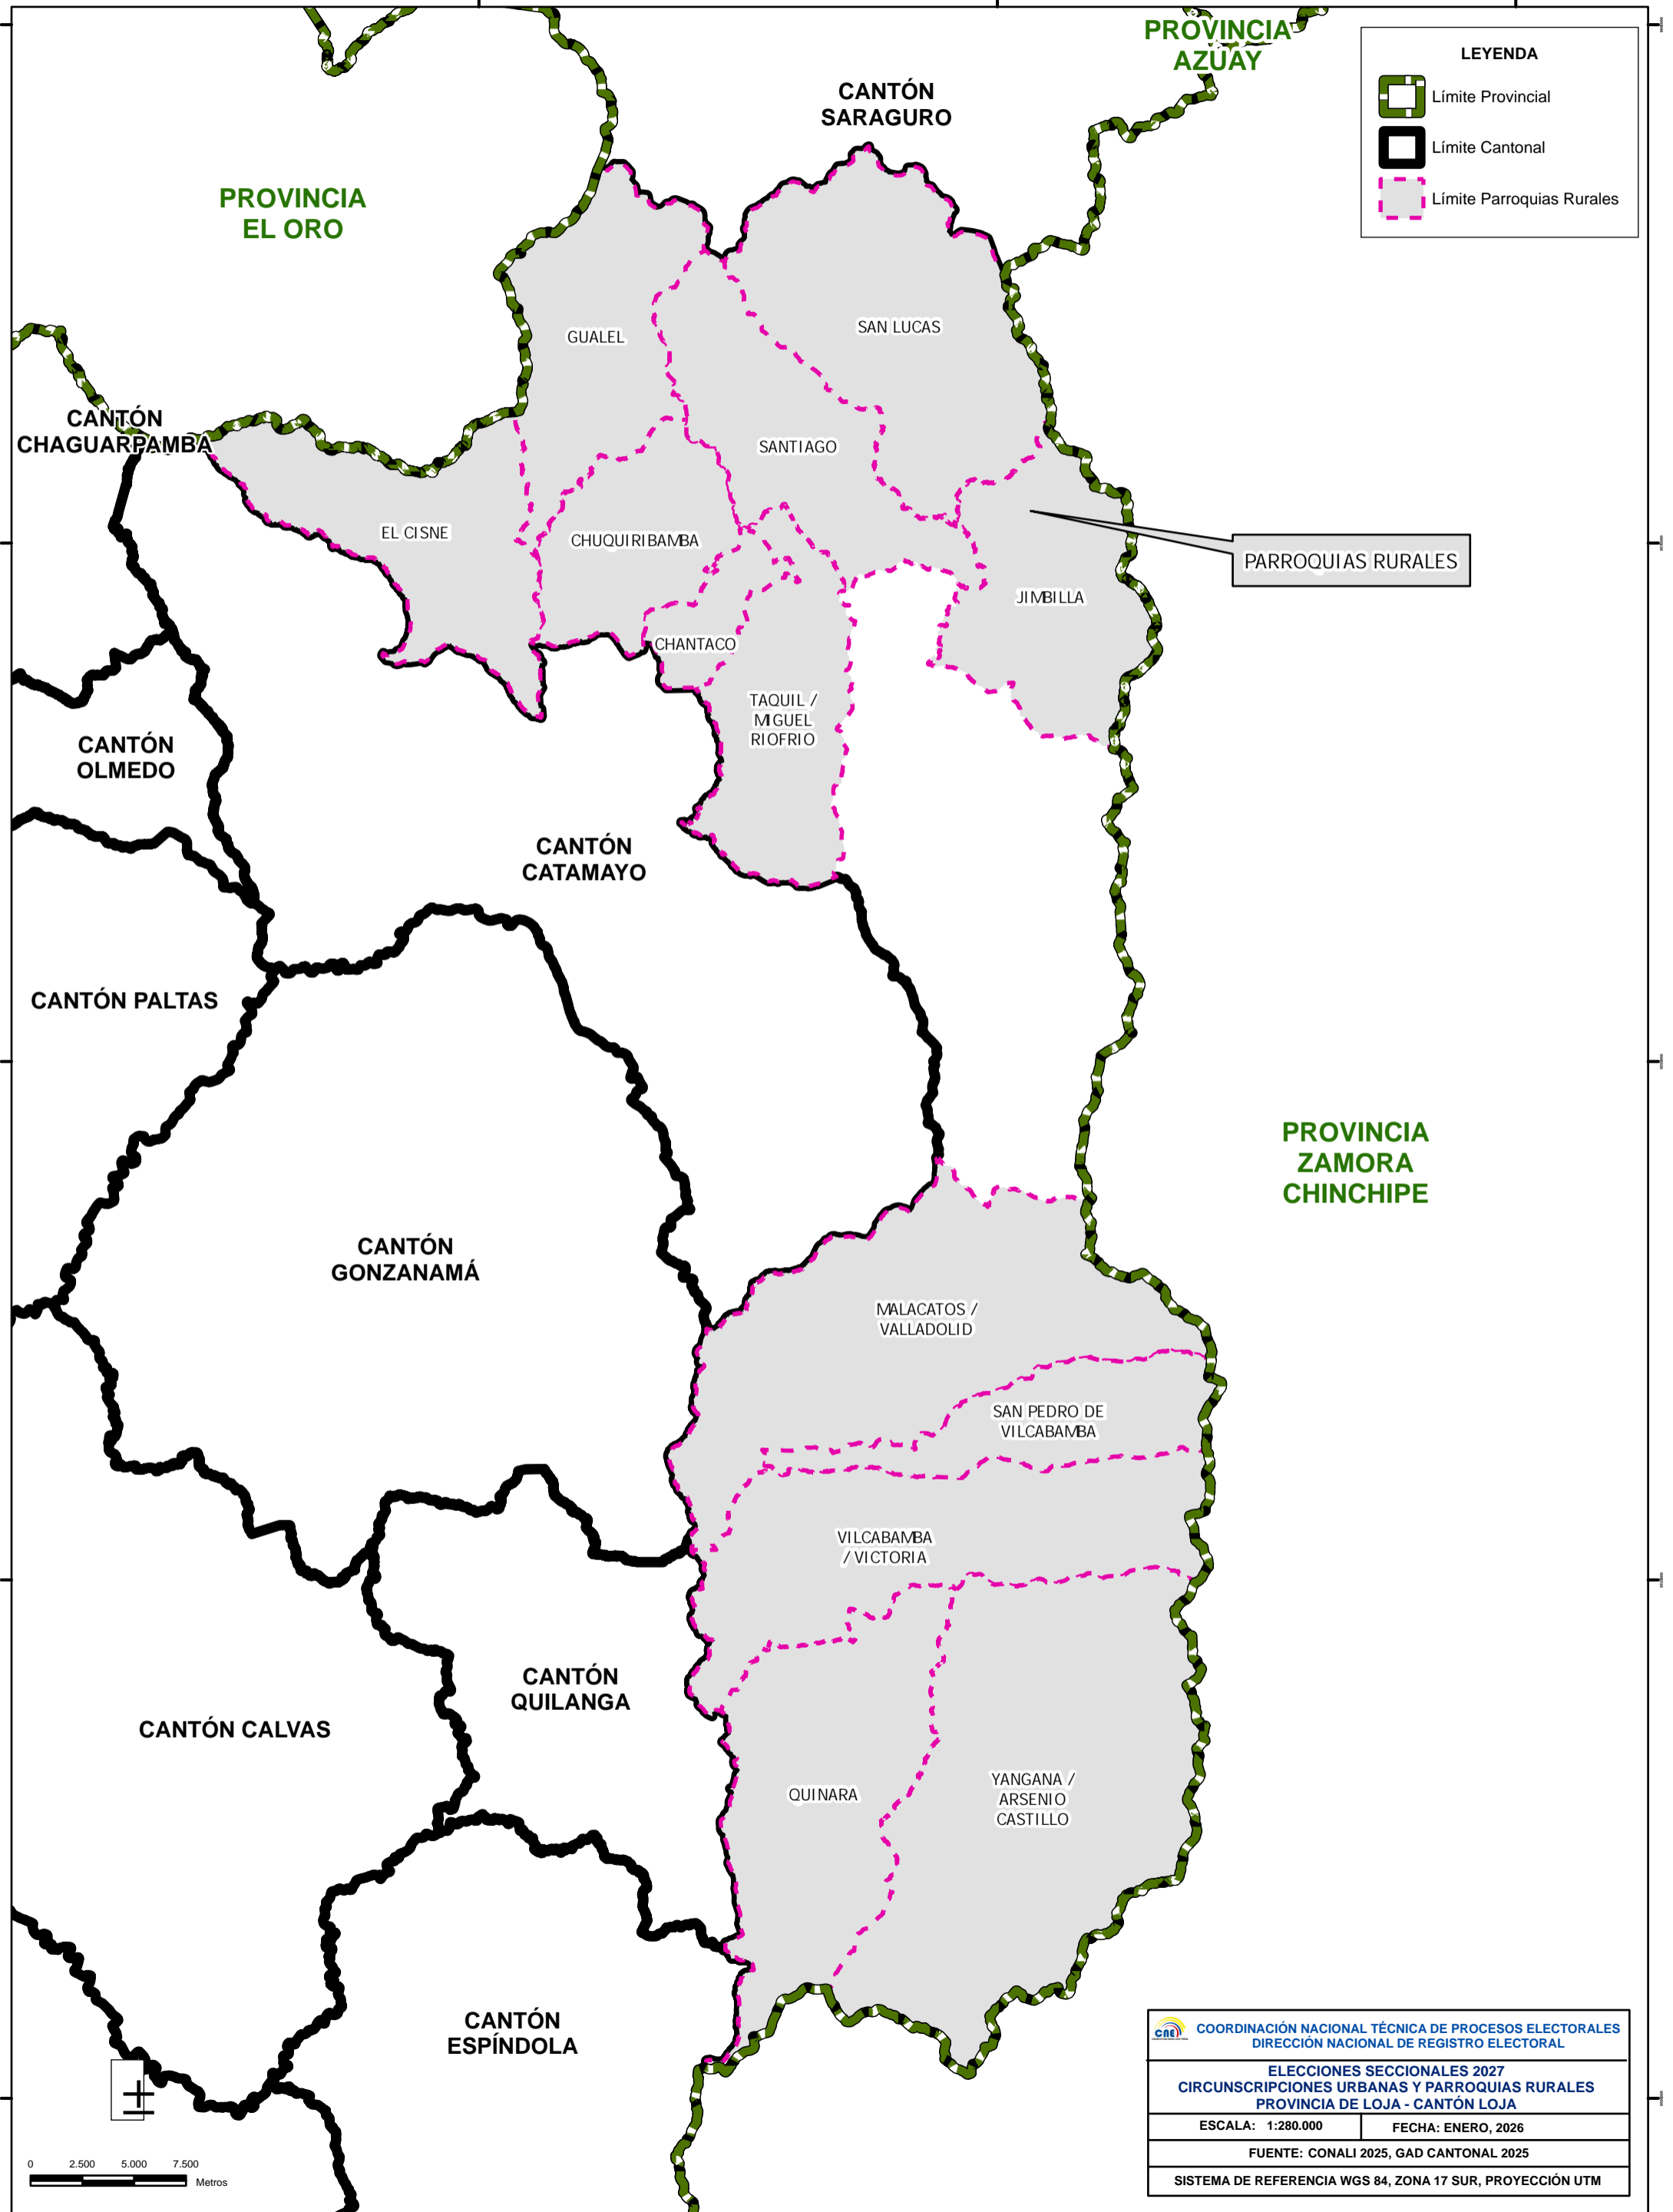 PROVINCIA
AZUAY
LEYENDA
Límite Provincial
Límite Cantonal
Límite Parroquias Rurales
CANTÓN
SARAGURO
PROVINCIA
EL ORO
GUALEL
SAN LUCAS
CANTÓN
CHAGUARPAMBA
SANTIAGO
EL CISNE
CHUQUIRIBAMBA
PARROQUIAS RURALES
JIMBILLA
CHANTACO
TAQUIL /
MIGUEL
RIOFRIO
CANTÓN
OLMEDO
CANTÓN
CATAMAYO
CANTÓN PALTAS
PROVINCIA
ZAMORA
CHINCHIPE
CANTÓN
GONZANAMÁ
MALACATOS /
VALLADOLID
SAN PEDRO DE
VILCABAMBA
VILCABAMBA
/ VICTORIA
CANTÓN
QUILANGA
CANTÓN CALVAS
QUINARA
YANGANA /
ARSENIO
CASTILLO
CANTÓN
ESPÍNDOLA
0 2.500 5.000 7.500
Metros
CNE
COORDINACIÓN NACIONAL TÉCNICA DE PROCESOS ELECTORALES
DIRECCIÓN NACIONAL DE REGISTRO ELECTORAL
ELECCIONES SECCIONALES 2027
CIRCUNSCRIPCIONES URBANAS Y PARROQUIAS RURALES
PROVINCIA DE LOJA - CANTÓN LOJA
ESCALA: 1:280.000
FECHA: ENERO, 2026
FUENTE: CONALI 2025, GAD CANTONAL 2025
SISTEMA DE REFERENCIA WGS 84, ZONA 17 SUR, PROYECCIÓN UTM